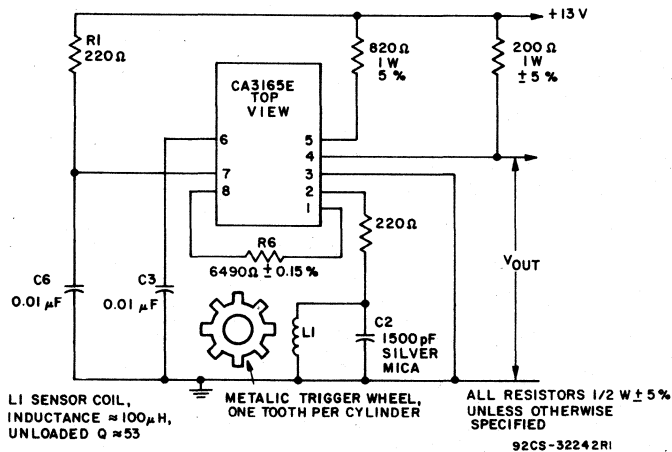 +13 V
R1
220Ω
820Ω
1W
5 %
200Ω
1W
±5%
CA3165E
TOP
VIEW
6
7
8
5
4
3
2
1
R6
6490Ω ± 0.15%
220Ω
VOUT
C6
0.01 μF
C3
0.01 μF
L1
C2
1500 pF
SILVER
MICA
L1 SENSOR COIL,
INDUCTANCE ≈ 100μH,
UNLOADED Q ≈ 53
METALIC TRIGGER WHEEL,
ONE TOOTH PER CYLINDER
ALL RESISTORS 1/2 W ± 5%
UNLESS OTHERWISE
SPECIFIED
92CS-32242R1